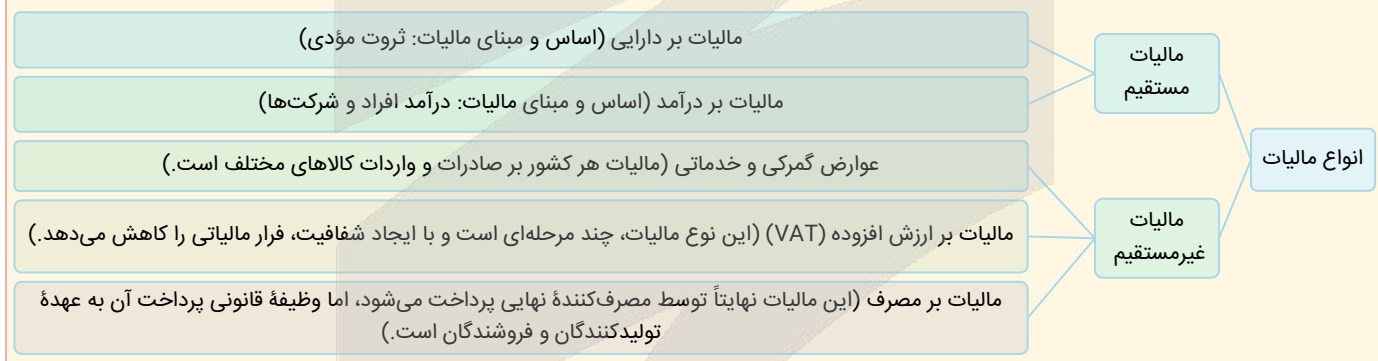 انواع مالیات
مالیات
مستقیم
مالیات بر دارایی (اساس و مبنای مالیات: ثروت مؤدی)
مالیات بر درآمد (اساس و مبنای مالیات: درآمد افراد و شرکت‌ها)
مالیات
غیرمستقیم
عوارض گمرکی و خدماتی (مالیات هر کشور بر صادرات و واردات کالاهای مختلف است.)
مالیات بر ارزش افزوده (VAT) (این نوع مالیات، چند مرحله‌ای است و با ایجاد شفافیت، فرار مالیاتی را کاهش می‌دهد.)
مالیات بر مصرف (این مالیات نهایتاً توسط مصرف‌کنندهٔ نهایی پرداخت می‌شود، اما وظیفهٔ قانونی پرداخت آن به عهدهٔ
تولیدکنندگان و فروشندگان است.)